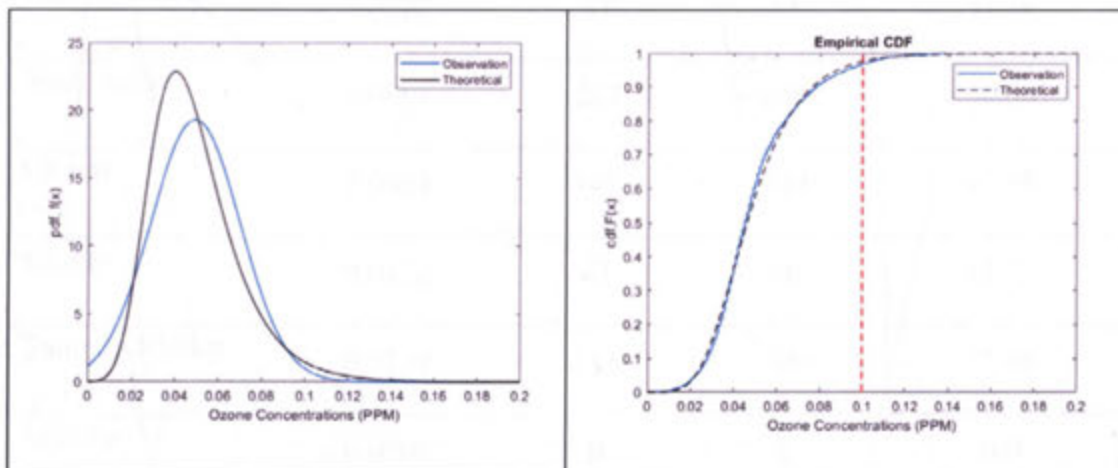 25
20
15
10
5
0
pdf, f(x)
Observation
Theoretical
0 0.02 0.04 0.06 0.08 0.1 0.12 0.14 0.16 0.18 0.2
Ozone Concentrations (PPM)
Empirical CDF
1
0.9
0.8
0.7
0.6
0.5
0.4
0.3
0.2
0.1
0
cdf,F(x)
Observation
Theoretical
0 0.02 0.04 0.06 0.08 0.1 0.12 0.14 0.16 0.18 0.2
Ozone Concentrations (PPM)